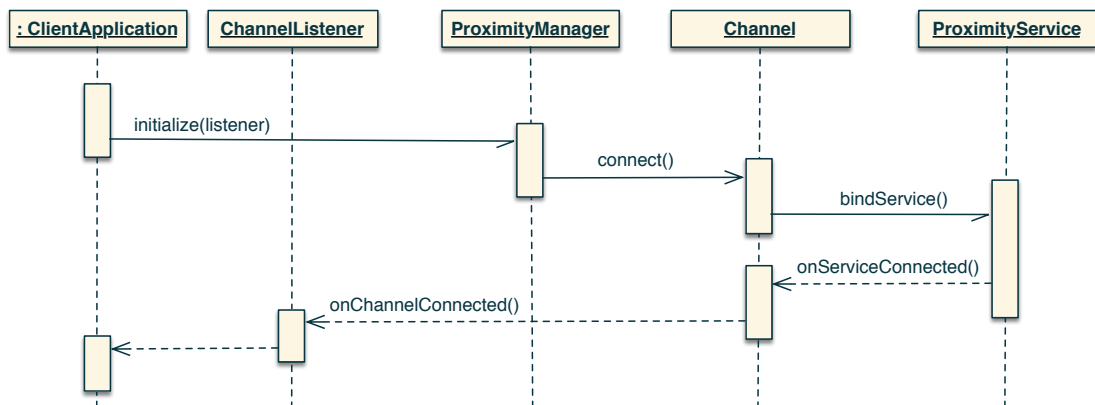 : ClientApplication
ChannelListener
ProximityManager
Channel
ProximityService
initialize(listener)
connect()
bindService()
onServiceConnected()
onChannelConnected()